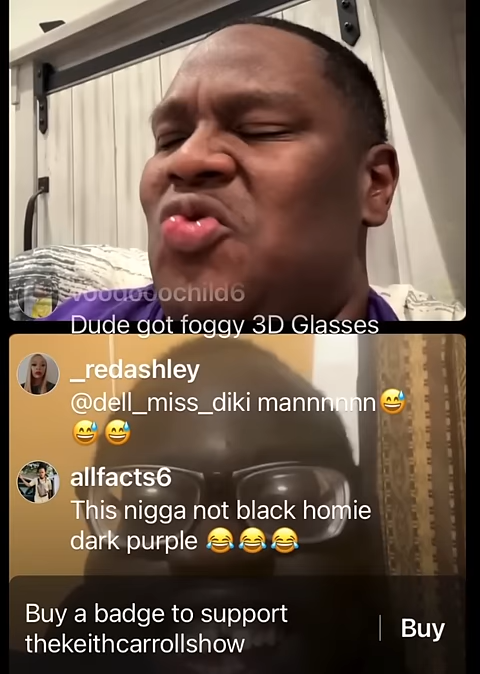 voodooochild6
Dude got foggy 3D Glasses
_redashley
@dell_miss_diki mannnnnn😅
😅😅
allfacts6
This nigga not black homie
dark purple 😂😂😂
Buy a badge to support
thekeithcarrollshow
Buy